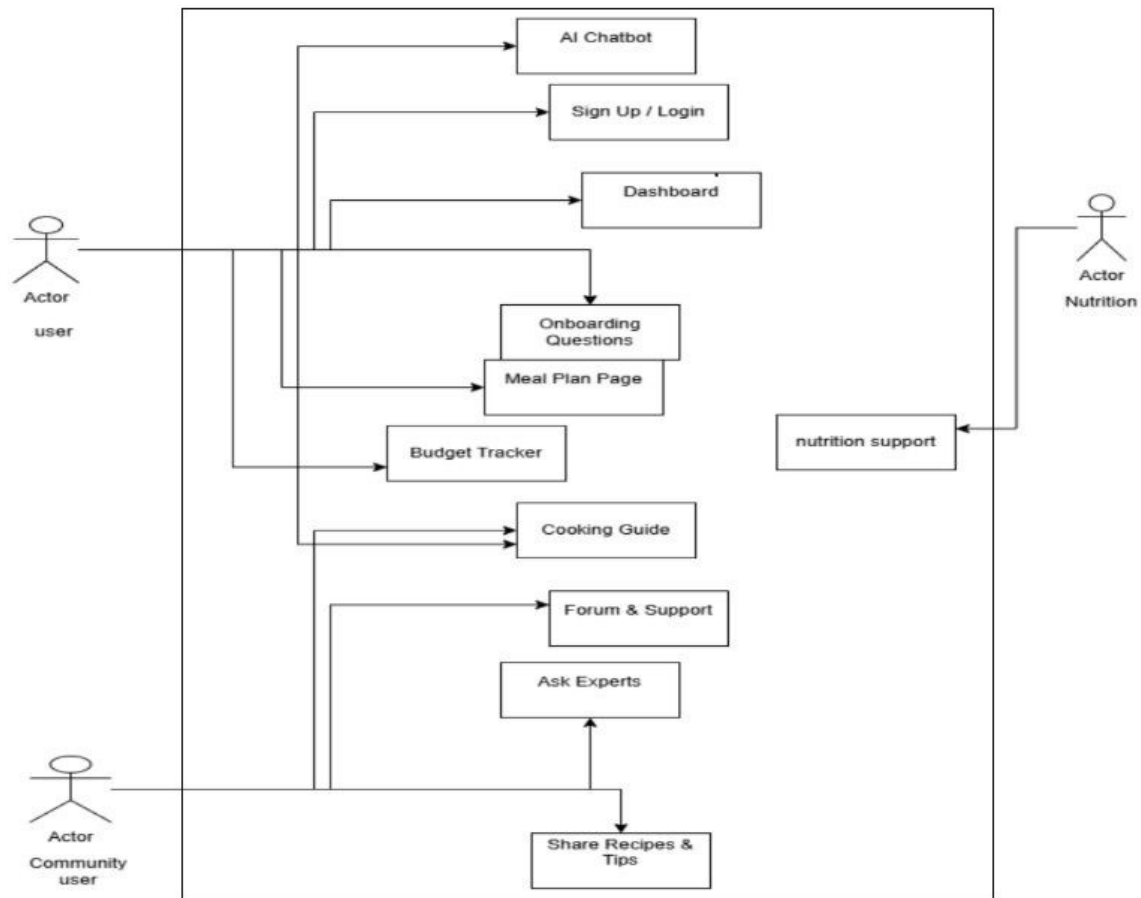 AI Chatbot
Sign Up / Login
Dashboard
Actor
user
Actor
Nutrition
Onboarding
Questions
Meal Plan Page
Budget Tracker
nutrition support
Cooking Guide
Forum & Support
Ask Experts
Actor
Community
user
Share Recipes &
Tips